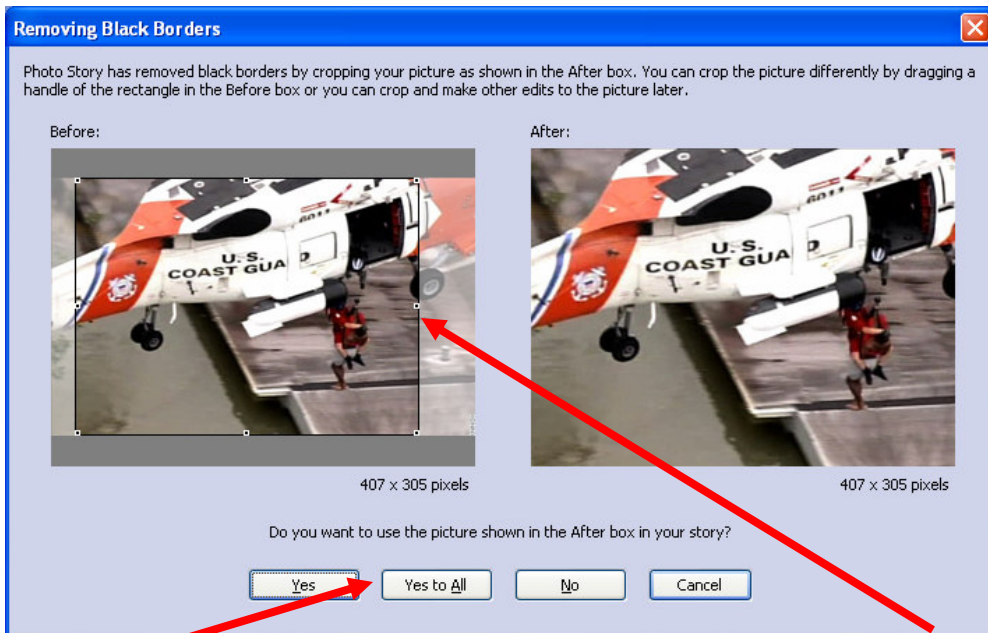 Removing Black Borders
Photo Story has removed black borders by cropping your picture as shown in the After box. You can crop the picture differently by dragging a
handle of the rectangle in the Before box or you can crop and make other edits to the picture later.
Before:
After:
6011
U. S.
COAST GUA
U. S.
COAST GUA
407 x 305 pixels
407 x 305 pixels
Do you want to use the picture shown in the After box in your story?
Yes
Yes to All
No
Cancel